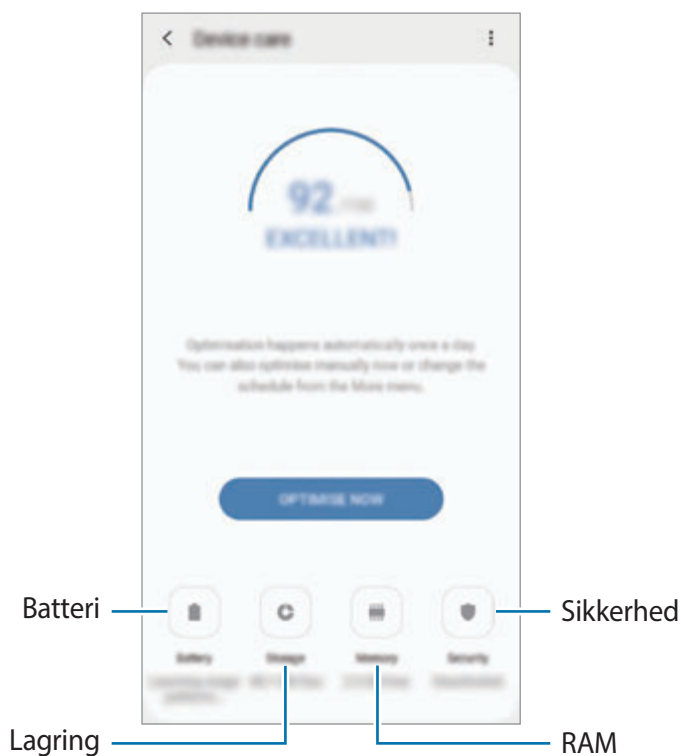 Device care
92
EXCELLENT!
Optimisation happens automatically once a day.
You can also optimise manually now or change the
schedule from the More menu.
OPTIMISE NOW
Batteri
Sikkerhed
Battery
Storage
Memory
Security
Lagring
RAM